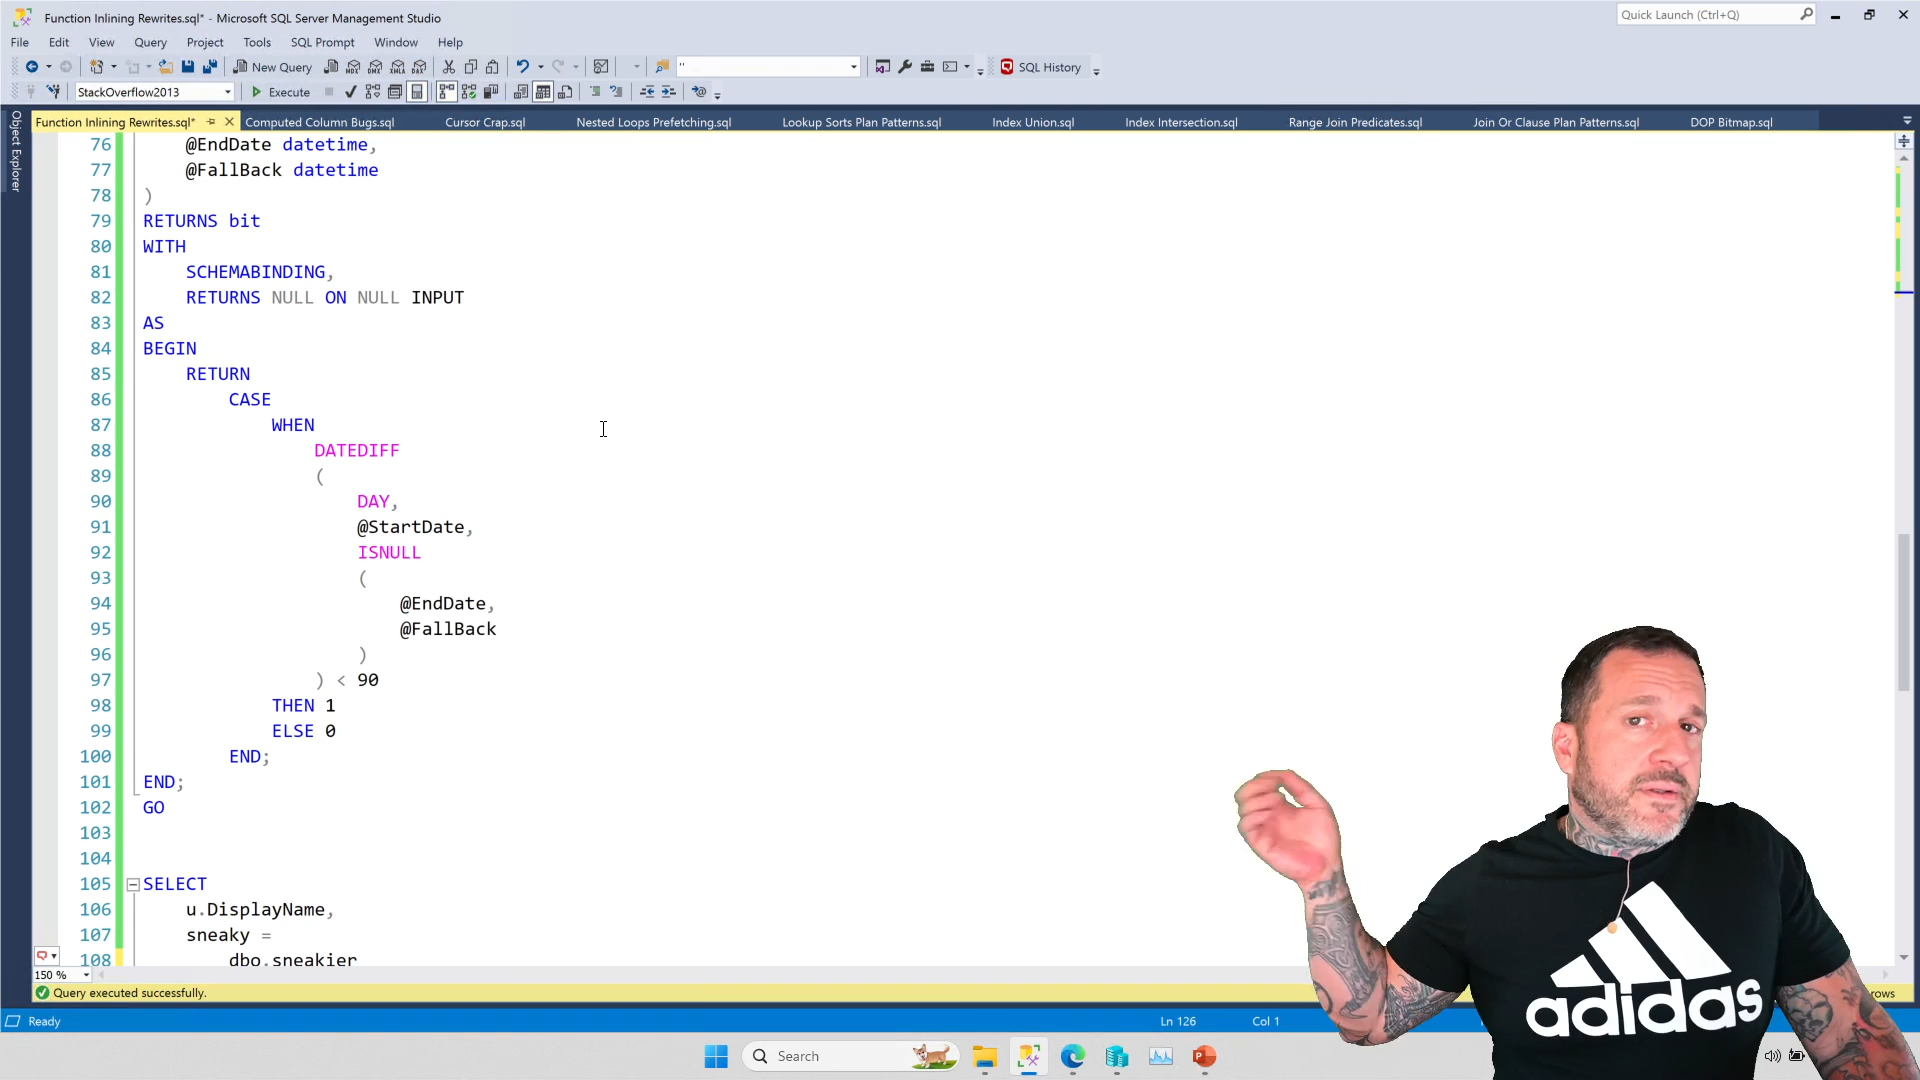 Function Inlining Rewrites.sql* - Microsoft SQL Server Management Studio
Quick Launch (Ctrl+Q)
File Edit View Query Project Tools SQL Prompt Window Help
New Query MDX DMX XMLA DAX " SQL History
StackOverflow2013 Execute
Function Inlining Rewrites.sql* Computed Column Bugs.sql Cursor Crap.sql Nested Loops Prefetching.sql Lookup Sorts Plan Patterns.sql Index Union.sql Index Intersection.sql Range Join Predicates.sql Join Or Clause Plan Patterns.sql DOP Bitmap.sql
Object Explorer
76 @EndDate datetime,
77 @FallBack datetime
78 )
79 RETURNS bit
80 WITH
81 SCHEMABINDING,
82 RETURNS NULL ON NULL INPUT
83 AS
84 BEGIN
85 RETURN
86 CASE
87 WHEN
88 DATEDIFF
89 (
90 DAY,
91 @StartDate,
92 ISNULL
93 (
94 @EndDate,
95 @FallBack
96 )
97 ) < 90
98 THEN 1
99 ELSE 0
100 END;
101 END;
102 GO
103
104
105 SELECT
106 u.DisplayName,
107 sneaky =
108 dbo.sneakier
150 %
Query executed successfully.
rows
Ready Ln 126 Col 1
Search
adidas